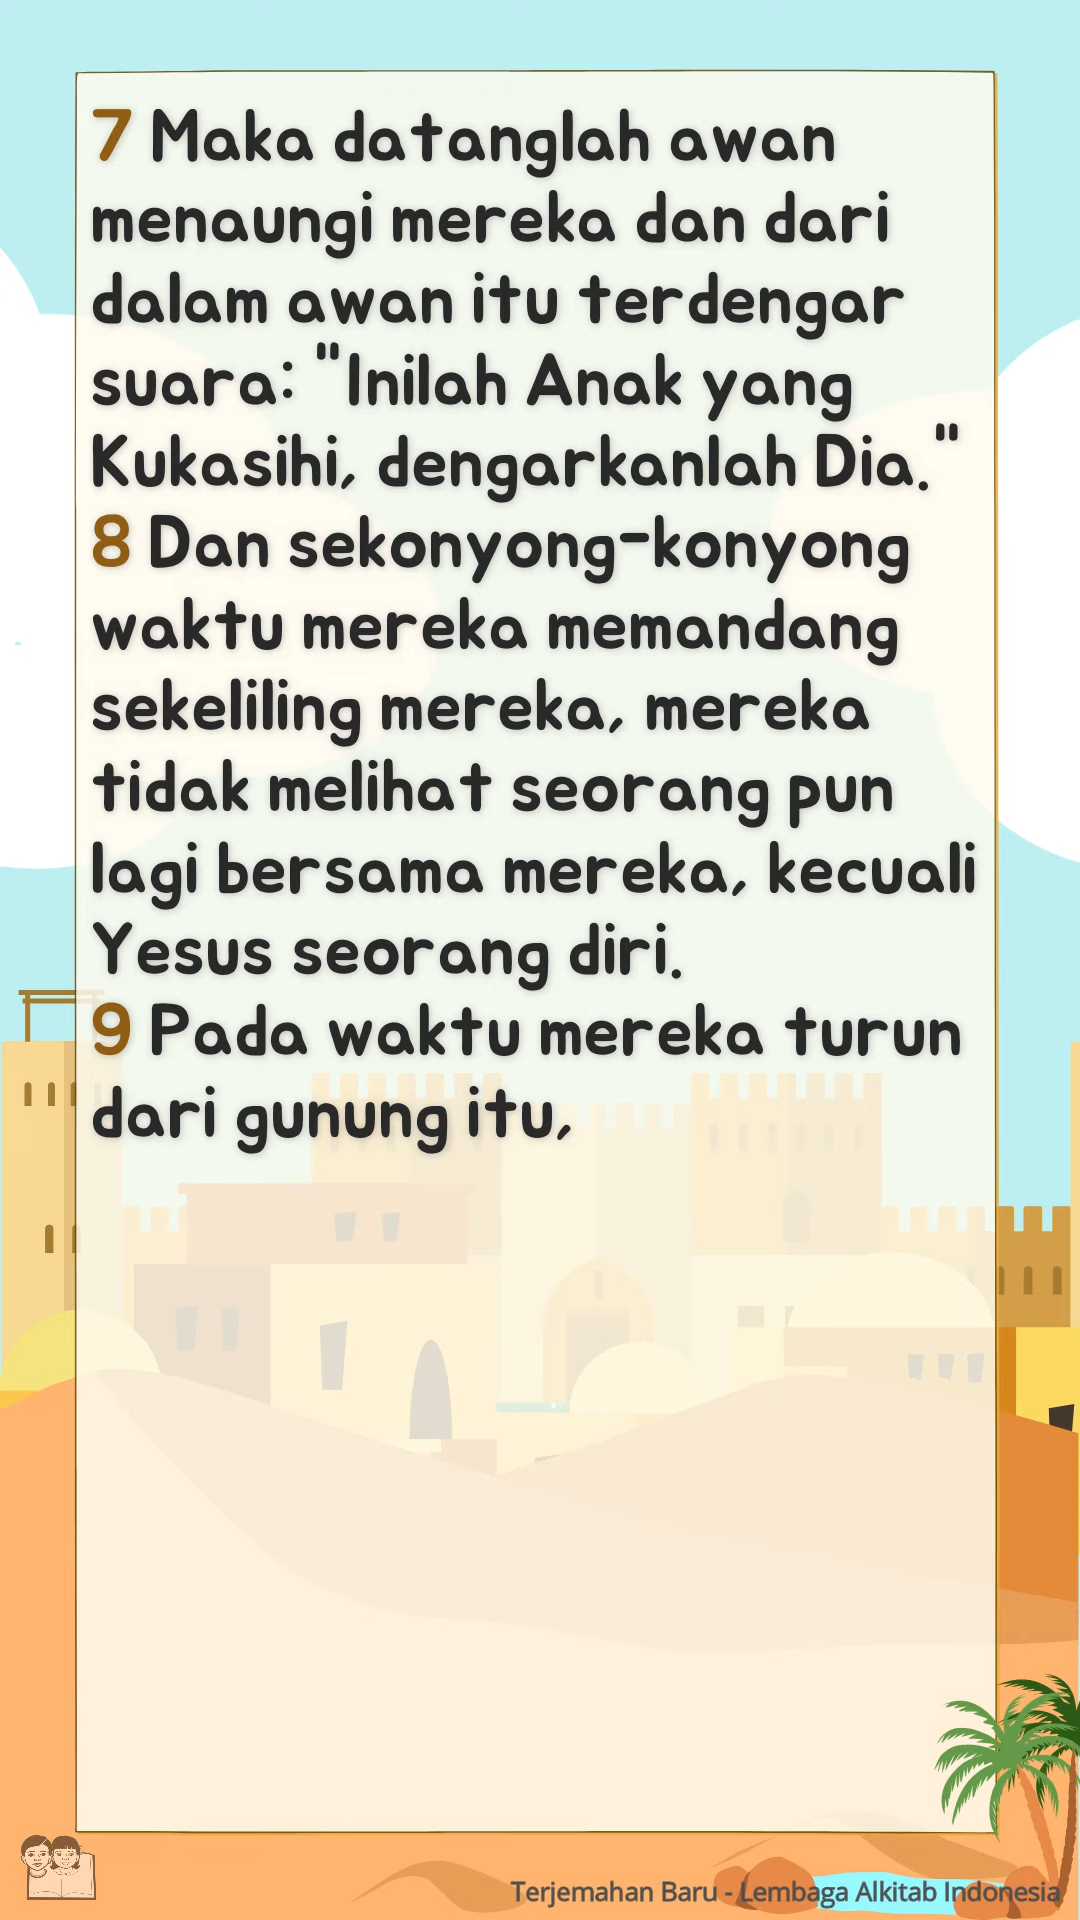 7 Maka datanglah awan
menaungi mereka dan dari
dalam awan itu terdengar
suara: "Inilah Anak yang
Kukasihi, dengarkanlah Dia."
8 Dan sekonyong-konyong
waktu mereka memandang
sekeliling mereka, mereka
tidak melihat seorang pun
lagi bersama mereka, kecuali
Yesus seorang diri.
9 Pada waktu mereka turun
dari gunung itu,
Terjemahan Baru - Lembaga Alkitab Indonesia